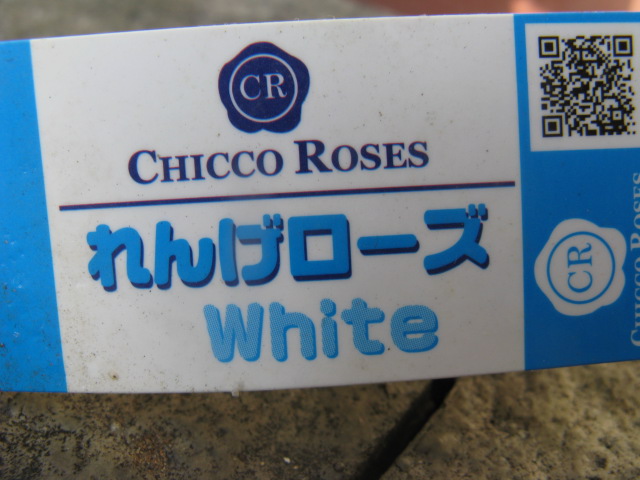 CR
CHICCO ROSES
れんげローズ
White
CR
CHICCO ROSES